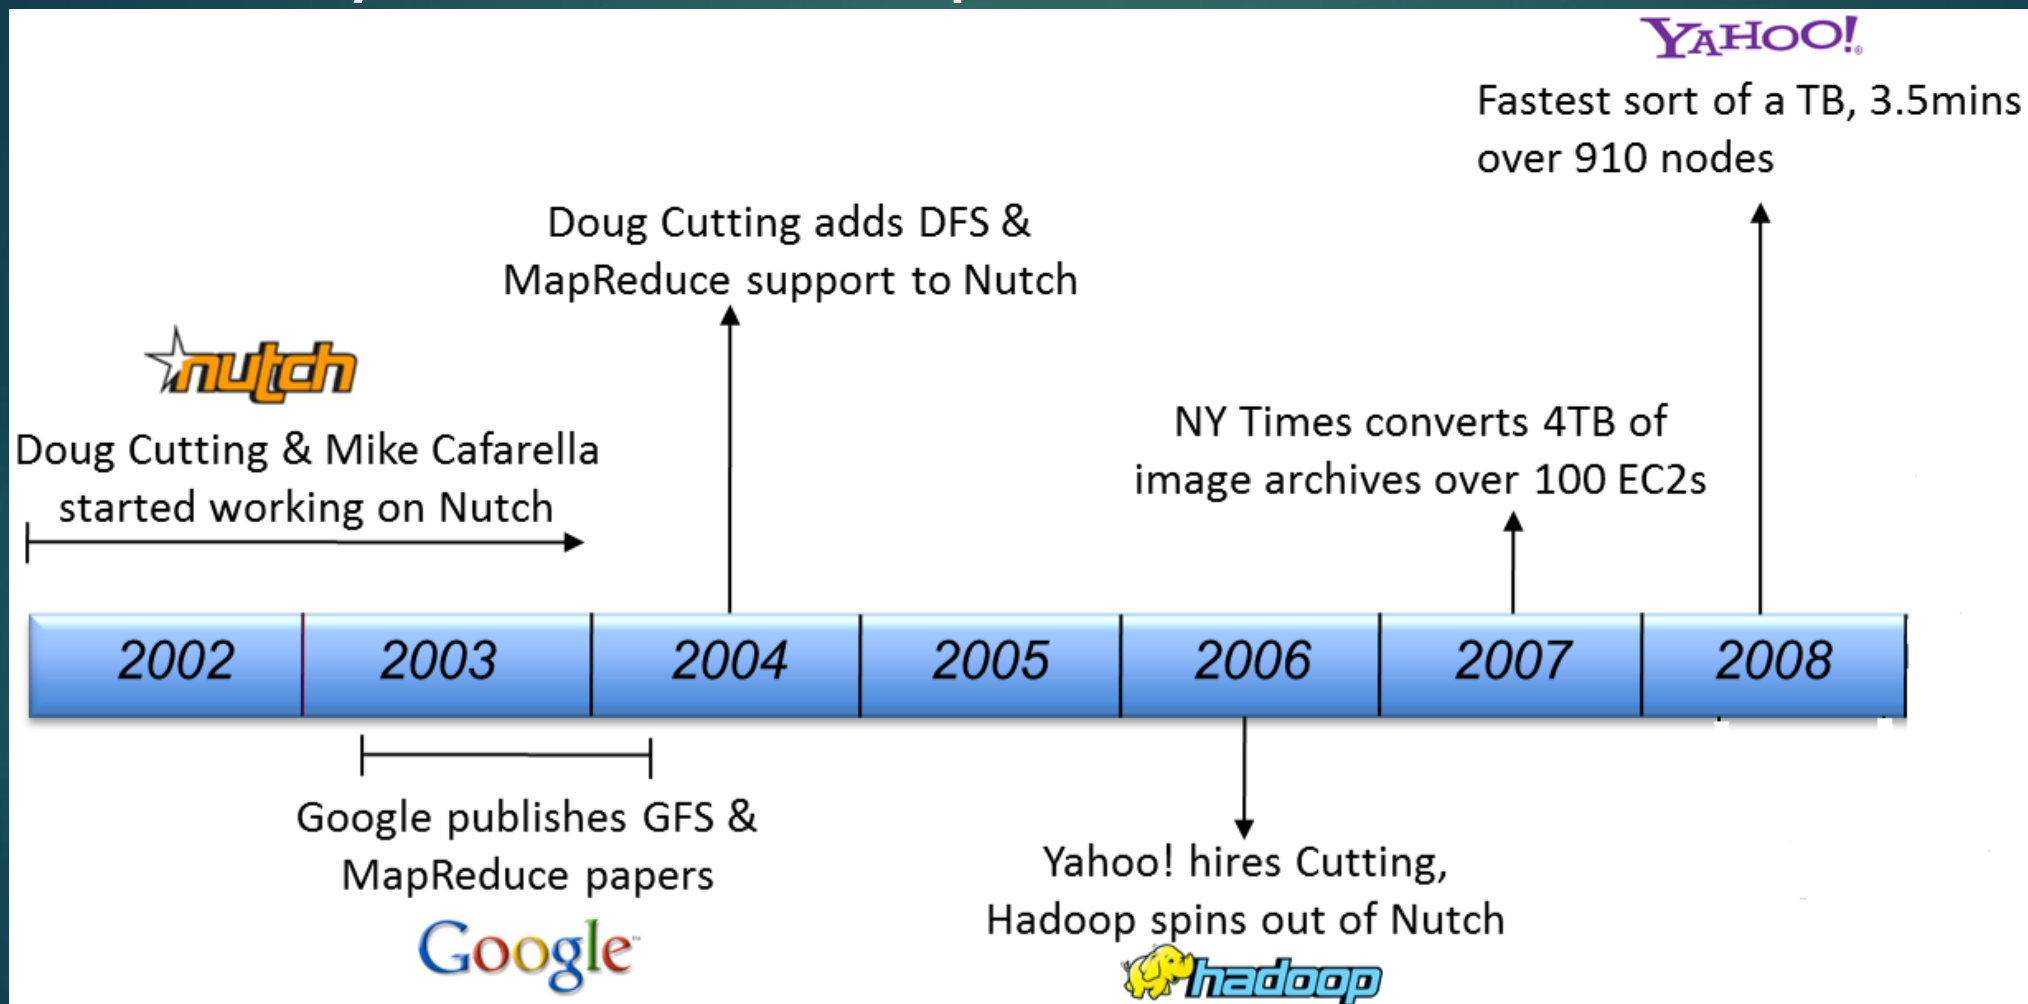 YAHOO!
Fastest sort of a TB, 3.5mins
over 910 nodes
Doug Cutting adds DFS &
MapReduce support to Nutch
nutch
Doug Cutting & Mike Cafarella
started working on Nutch
NY Times converts 4TB of
image archives over 100 EC2s
2002 2003 2004 2005 2006 2007 2008
Google publishes GFS &
MapReduce papers
Google
Yahoo! hires Cutting,
Hadoop spins out of Nutch
hadoop